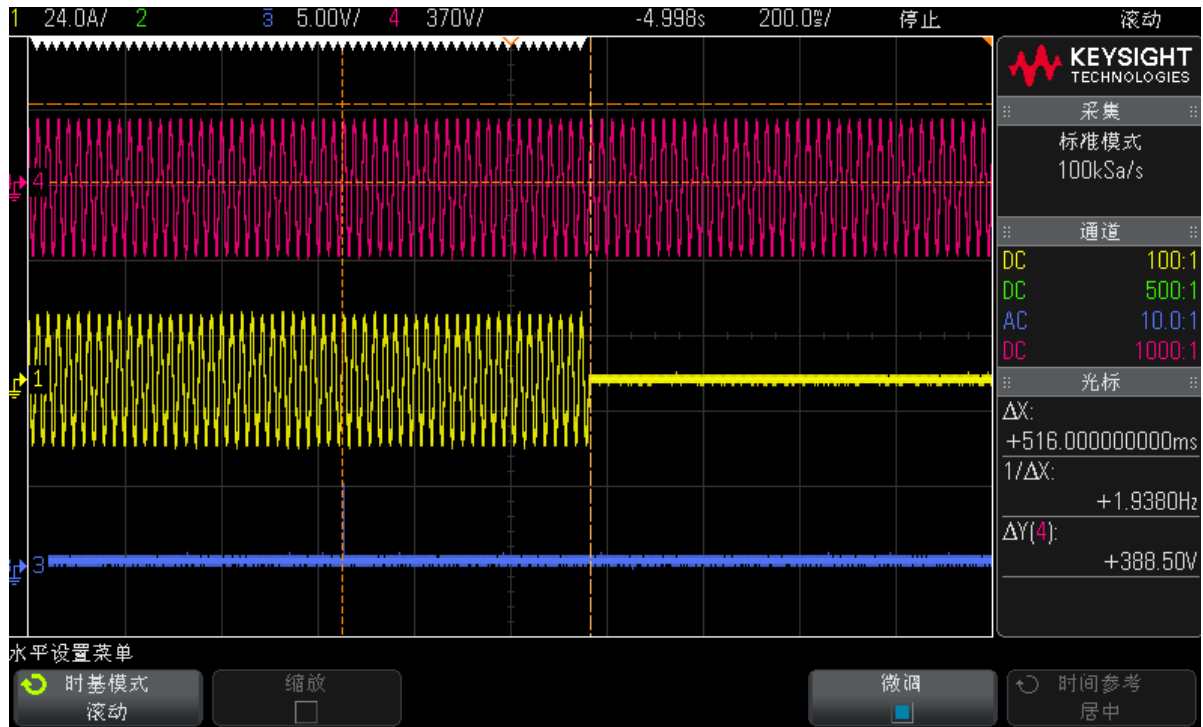 1 24.0A/ 2 3 5.00V/ 4 370V/ -4.998s 200.0ms/ 停止 滚动
KEYSIGHT
TECHNOLOGIES
采集
标准模式
100kSa/s
通道
DC 100:1
DC 500:1
AC 10.0:1
DC 1000:1
光标
ΔX:
+516.000000000ms
1/ΔX:
+1.9380Hz
ΔY(4):
+388.50V
4
1
3
水平设置菜单
时基模式
滚动
缩放
微调
时间参考
居中